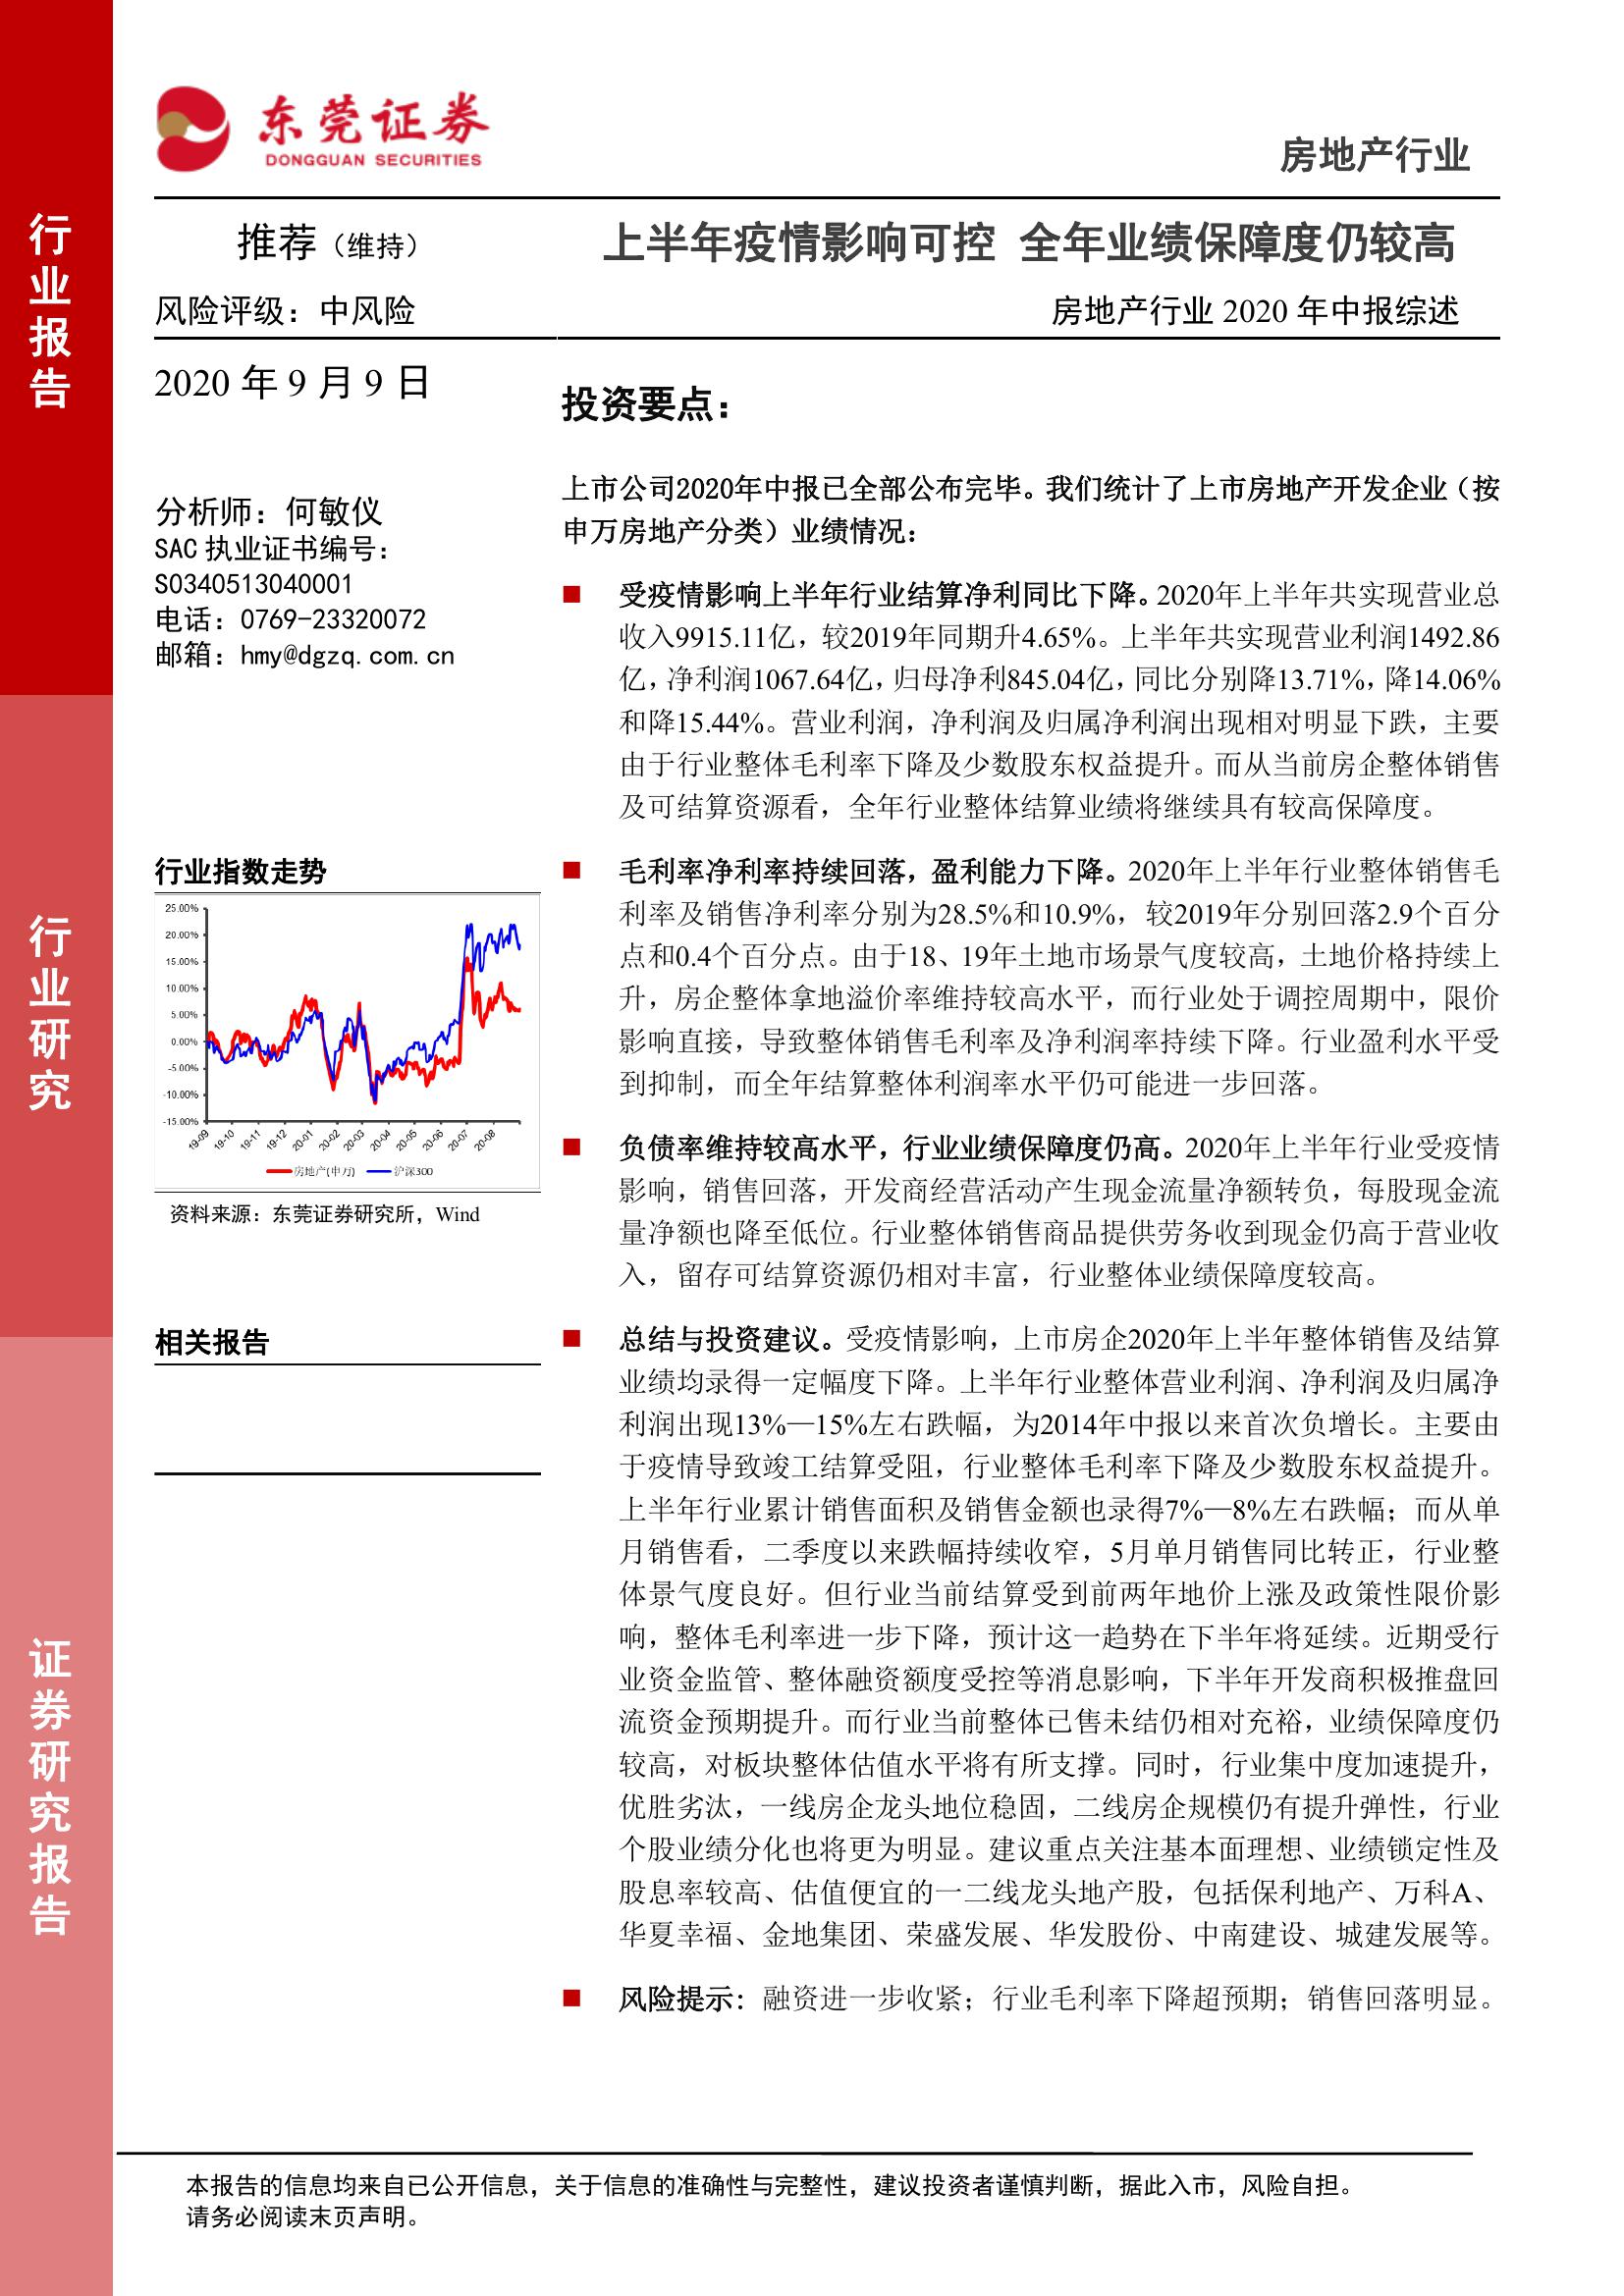 东莞证券
DONGGUAN SECURITIES
房地产行业
行业报告
行业研究
证券研究报告
推荐（维持）
风险评级：中风险
上半年疫情影响可控 全年业绩保障度仍较高
房地产行业 2020 年中报综述
2020 年 9 月 9 日
分析师：何敏仪
SAC 执业证书编号：
S0340513040001
电话：0769-23320072
邮箱：hmy@dgzq.com.cn
行业指数走势
25.00%
20.00%
15.00%
10.00%
5.00%
0.00%
-5.00%
-10.00%
-15.00%
19-09 19-10 19-11 19-12 20-01 20-02 20-03 20-04 20-05 20-06 20-07 20-08
房地产(申万) 沪深300
资料来源：东莞证券研究所，Wind
相关报告
投资要点：
上市公司2020年中报已全部公布完毕。我们统计了上市房地产开发企业（按
申万房地产分类）业绩情况：
■ 受疫情影响上半年行业结算净利同比下降。2020年上半年共实现营业总
收入9915.11亿，较2019年同期升4.65%。上半年共实现营业利润1492.86
亿，净利润1067.64亿，归母净利845.04亿，同比分别降13.71%，降14.06%
和降15.44%。营业利润，净利润及归属净利润出现相对明显下跌，主要
由于行业整体毛利率下降及少数股东权益提升。而从当前房企整体销售
及可结算资源看，全年行业整体结算业绩将继续具有较高保障度。
■ 毛利率净利率持续回落，盈利能力下降。2020年上半年行业整体销售毛
利率及销售净利率分别为28.5%和10.9%，较2019年分别回落2.9个百分
点和0.4个百分点。由于18、19年土地市场景气度较高，土地价格持续上
升，房企整体拿地溢价率维持较高水平，而行业处于调控周期中，限价
影响直接，导致整体销售毛利率及净利润率持续下降。行业盈利水平受
到抑制，而全年结算整体利润率水平仍可能进一步回落。
■ 负债率维持较高水平，行业业绩保障度仍高。2020年上半年行业受疫情
影响，销售回落，开发商经营活动产生现金流量净额转负，每股现金流
量净额也降至低位。行业整体销售商品提供劳务收到现金仍高于营业收
入，留存可结算资源仍相对丰富，行业整体业绩保障度较高。
■ 总结与投资建议。受疫情影响，上市房企2020年上半年整体销售及结算
业绩均录得一定幅度下降。上半年行业整体营业利润、净利润及归属净
利润出现13%—15%左右跌幅，为2014年中报以来首次负增长。主要由
于疫情导致竣工结算受阻，行业整体毛利率下降及少数股东权益提升。
上半年行业累计销售面积及销售金额也录得7%—8%左右跌幅；而从单
月销售看，二季度以来跌幅持续收窄，5月单月销售同比转正，行业整
体景气度良好。但行业当前结算受到前两年地价上涨及政策性限价影
响，整体毛利率进一步下降，预计这一趋势在下半年将延续。近期受行
业资金监管、整体融资额度受控等消息影响，下半年开发商积极推盘回
流资金预期提升。而行业当前整体已售未结仍相对充裕，业绩保障度仍
较高，对板块整体估值水平将有所支撑。同时，行业集中度加速提升，
优胜劣汰，一线房企龙头地位稳固，二线房企规模仍有提升弹性，行业
个股业绩分化也将更为明显。建议重点关注基本面理想、业绩锁定性及
股息率较高、估值便宜的一二线龙头地产股，包括保利地产、万科A、
华夏幸福、金地集团、荣盛发展、华发股份、中南建设、城建发展等。
■ 风险提示：融资进一步收紧；行业毛利率下降超预期；销售回落明显。
本报告的信息均来自已公开信息，关于信息的准确性与完整性，建议投资者谨慎判断，据此入市，风险自担。
请务必阅读末页声明。